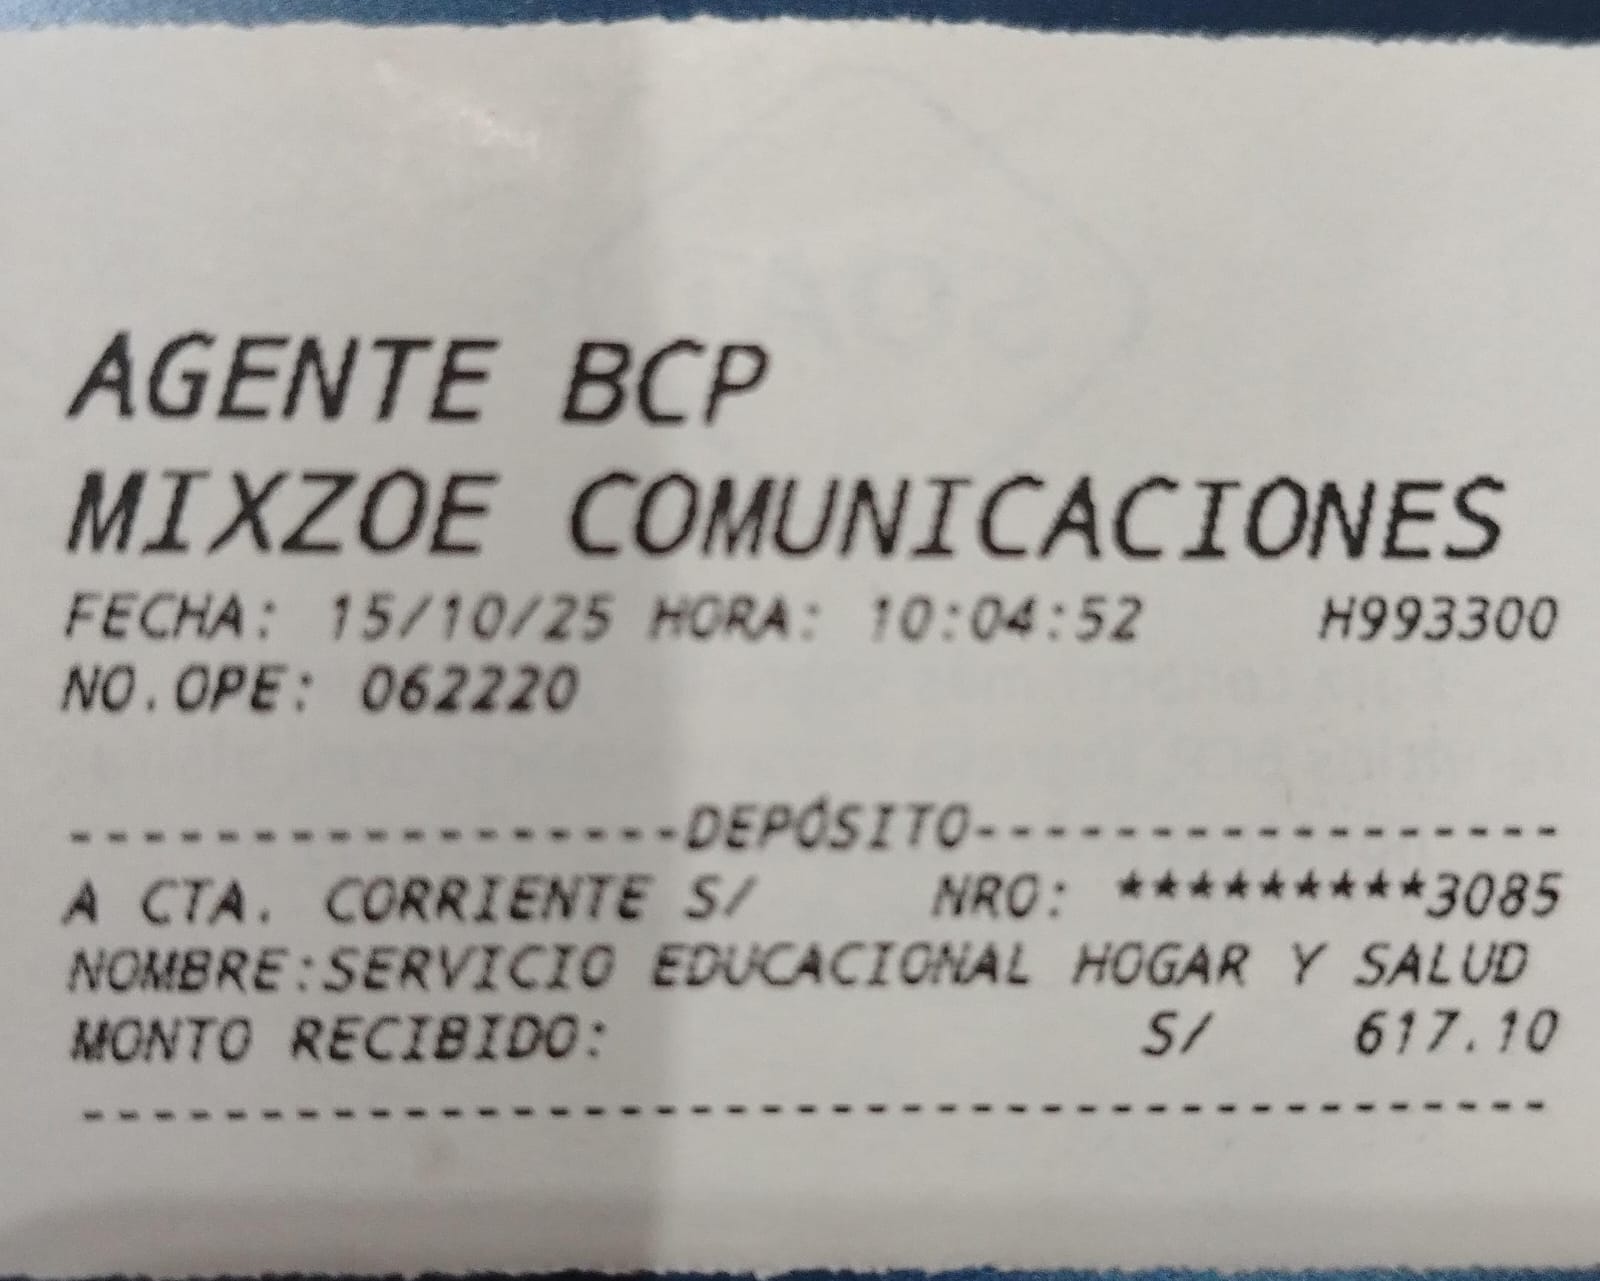 AGENTE BCP
MIXZOE COMUNICACIONES
FECHA: 15/10/25 HORA: 10:04:52 H993300
NO.OPE: 062220
------------------DEPÓSITO------------------
A CTA. CORRIENTE S/ NRO: *********3085
NOMBRE:SERVICIO EDUCACIONAL HOGAR Y SALUD
MONTO RECIBIDO: S/ 617.10
------------------------------------------